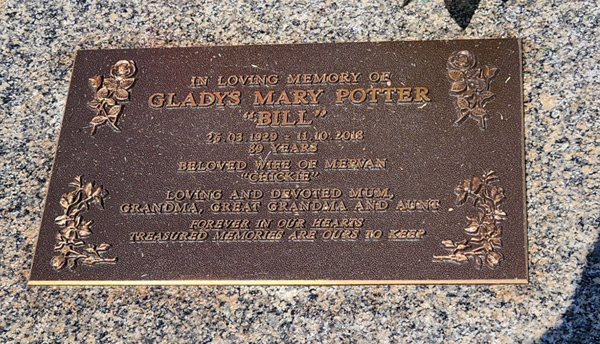 IN LOVING MEMORY OF
GLADYS MARY POTTER
"BILL"
03 1929 - 11.10.2018
89 YEARS
BELOVED WIFE OF MERVAN
"CHICKIE"
LOVING AND DEVOTED MUM,
GRANDMA, GREAT GRANDMA AND AUNT
FOREVER IN OUR HEARTS
TREASURED MEMORIES ARE OURS TO KEEP